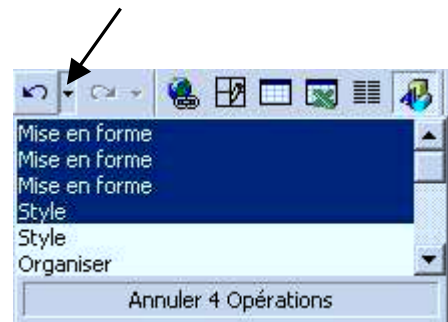 Mise en forme
Mise en forme
Mise en forme
Style
Style
Organiser
Annuler 4 Opérations